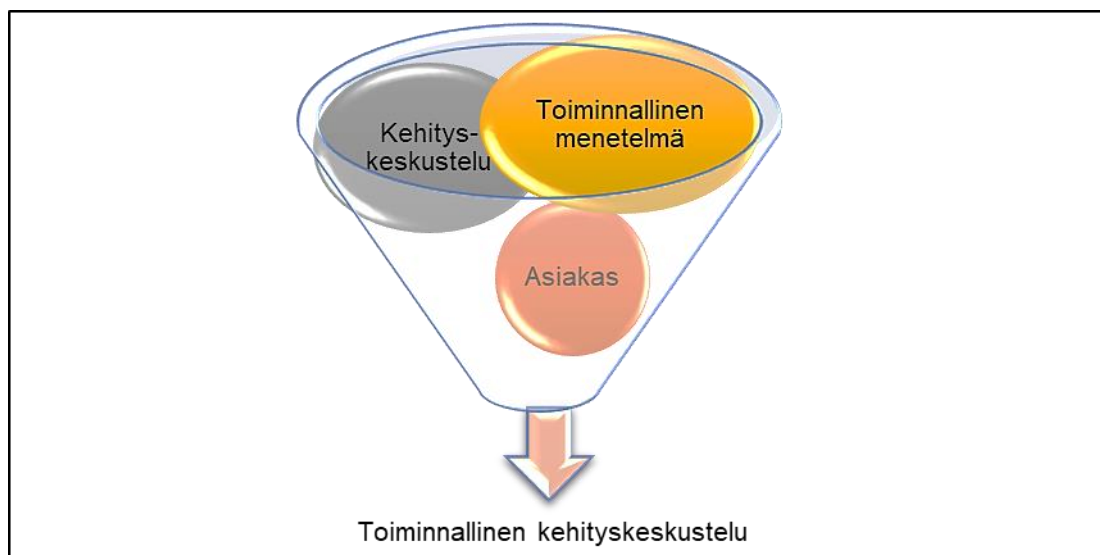 Kehitys-
keskustelu
Toiminnallinen
menetelmä
Asiakas
Toiminnallinen kehityskeskustelu